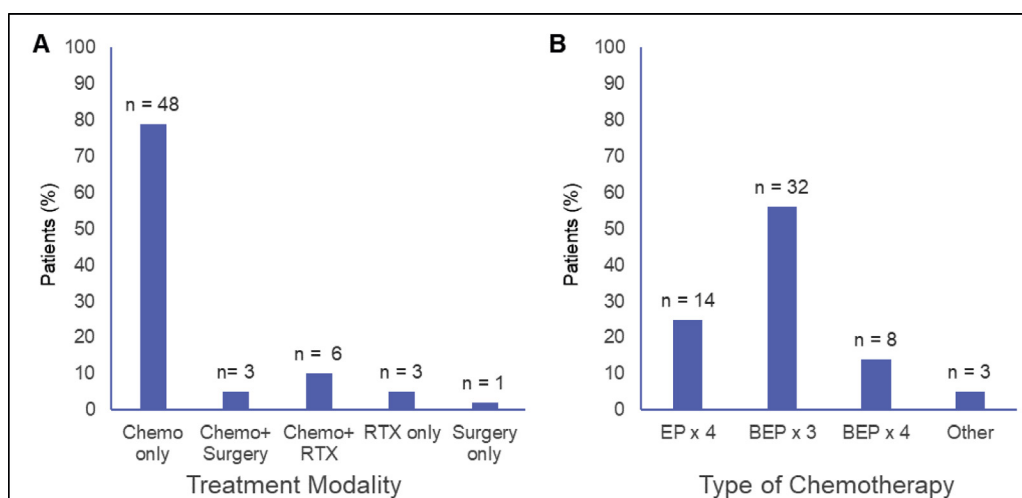 A
100
90
80
70
60
50
40
30
20
10
0
Patients (%)
n = 48
n= 3
n = 6
n = 3
n = 1
Chemo
only
Chemo+
Surgery
Chemo+
RTX
RTX only
Surgery
only
Treatment Modality
B
100
90
80
70
60
50
40
30
20
10
0
Patients (%)
n = 14
n = 32
n = 8
n = 3
EP x 4
BEP x 3
BEP x 4
Other
Type of Chemotherapy